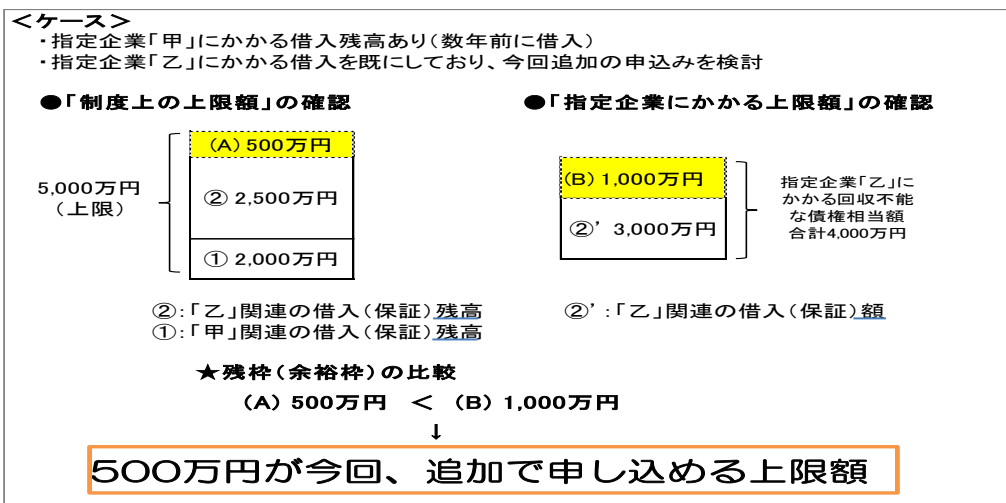 ＜ケース＞
・指定企業「甲」にかかる借入残高あり（数年前に借入）
・指定企業「乙」にかかる借入を既にしており、今回追加の申込みを検討
●「制度上の上限額」の確認
●「指定企業にかかる上限額」の確認
(A) 500万円
5,000万円
（上限）
② 2,500万円
① 2,000万円
(B) 1,000万円
②’ 3,000万円
指定企業「乙」に
かかる回収不能
な債権相当額
合計4,000万円
②：「乙」関連の借入（保証）残高
①：「甲」関連の借入（保証）残高
②’：「乙」関連の借入（保証）額
★残枠（余裕枠）の比較
（A）500万円 ＜ （B）1,000万円
↓
500万円が今回、追加で申し込める上限額